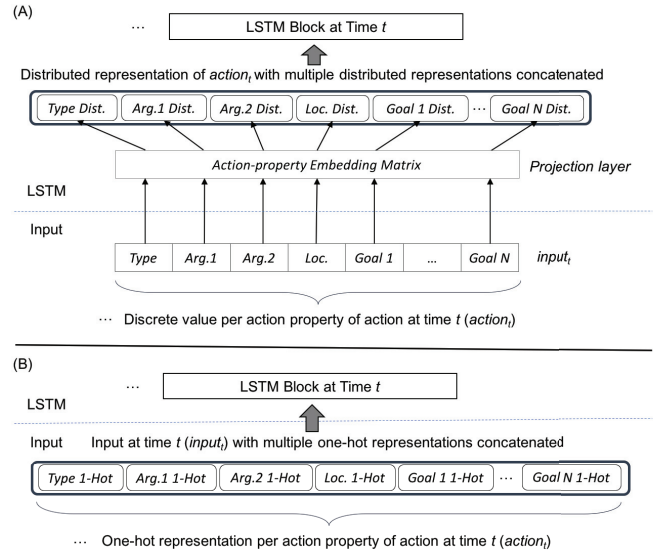 (A)
... LSTM Block at Time t
Distributed representation of actionₜ with multiple distributed representations concatenated
Type Dist. Arg.1 Dist. Arg.2 Dist. Loc. Dist. Goal 1 Dist. ... Goal N Dist.
Action-property Embedding Matrix Projection layer
LSTM
Input
Type Arg.1 Arg.2 Loc. Goal 1 ... Goal N inputₜ
... Discrete value per action property of action at time t (actionₜ)
(B)
... LSTM Block at Time t
LSTM
Input Input at time t (inputₜ) with multiple one-hot representations concatenated
Type 1-Hot Arg.1 1-Hot Arg.2 1-Hot Loc. 1-Hot Goal 1 1-Hot ... Goal N 1-Hot
... One-hot representation per action property of action at time t (actionₜ)